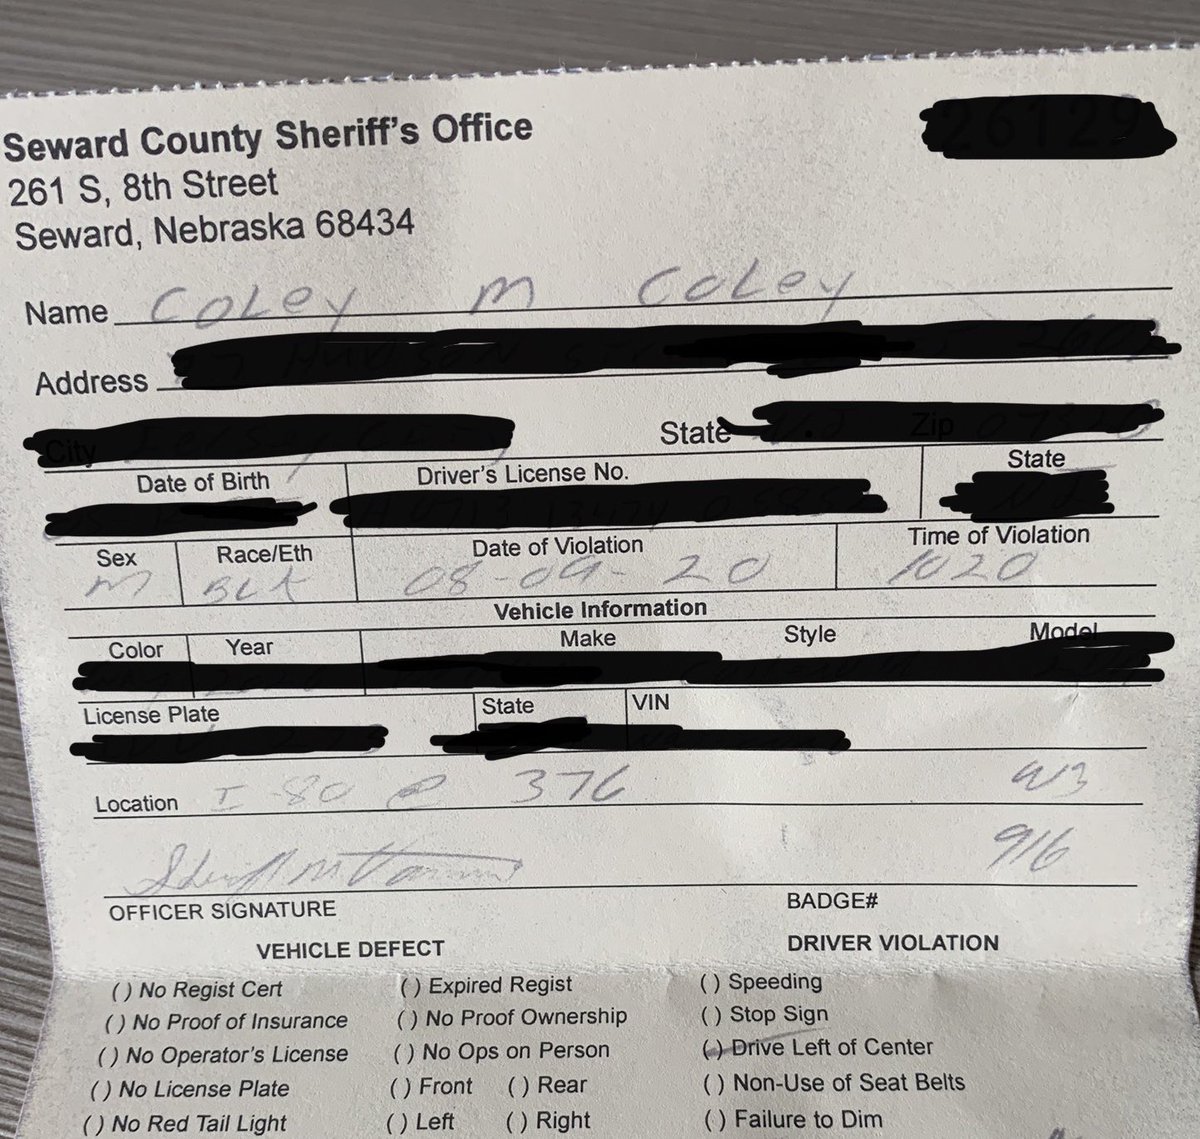 Seward County Sheriff's Office
261 S, 8th Street
Seward, Nebraska 68434
Name COLEY M COLEY
Address
City State Zip
Date of Birth Driver's License No. State
Sex Race/Eth Date of Violation Time of Violation
M BLK 08-09-20 1020
Vehicle Information
Color Year Make Style Model
License Plate State VIN
Location I-80 @ 376 WB
Sheriff 916
OFFICER SIGNATURE BADGE#
VEHICLE DEFECT DRIVER VIOLATION
( ) No Regist Cert ( ) Expired Regist ( ) Speeding
( ) No Proof of Insurance ( ) No Proof Ownership ( ) Stop Sign
( ) No Operator's License ( ) No Ops on Person ( ) Drive Left of Center
( ) No License Plate ( ) Front ( ) Rear ( ) Non-Use of Seat Belts
( ) No Red Tail Light ( ) Left ( ) Right ( ) Failure to Dim